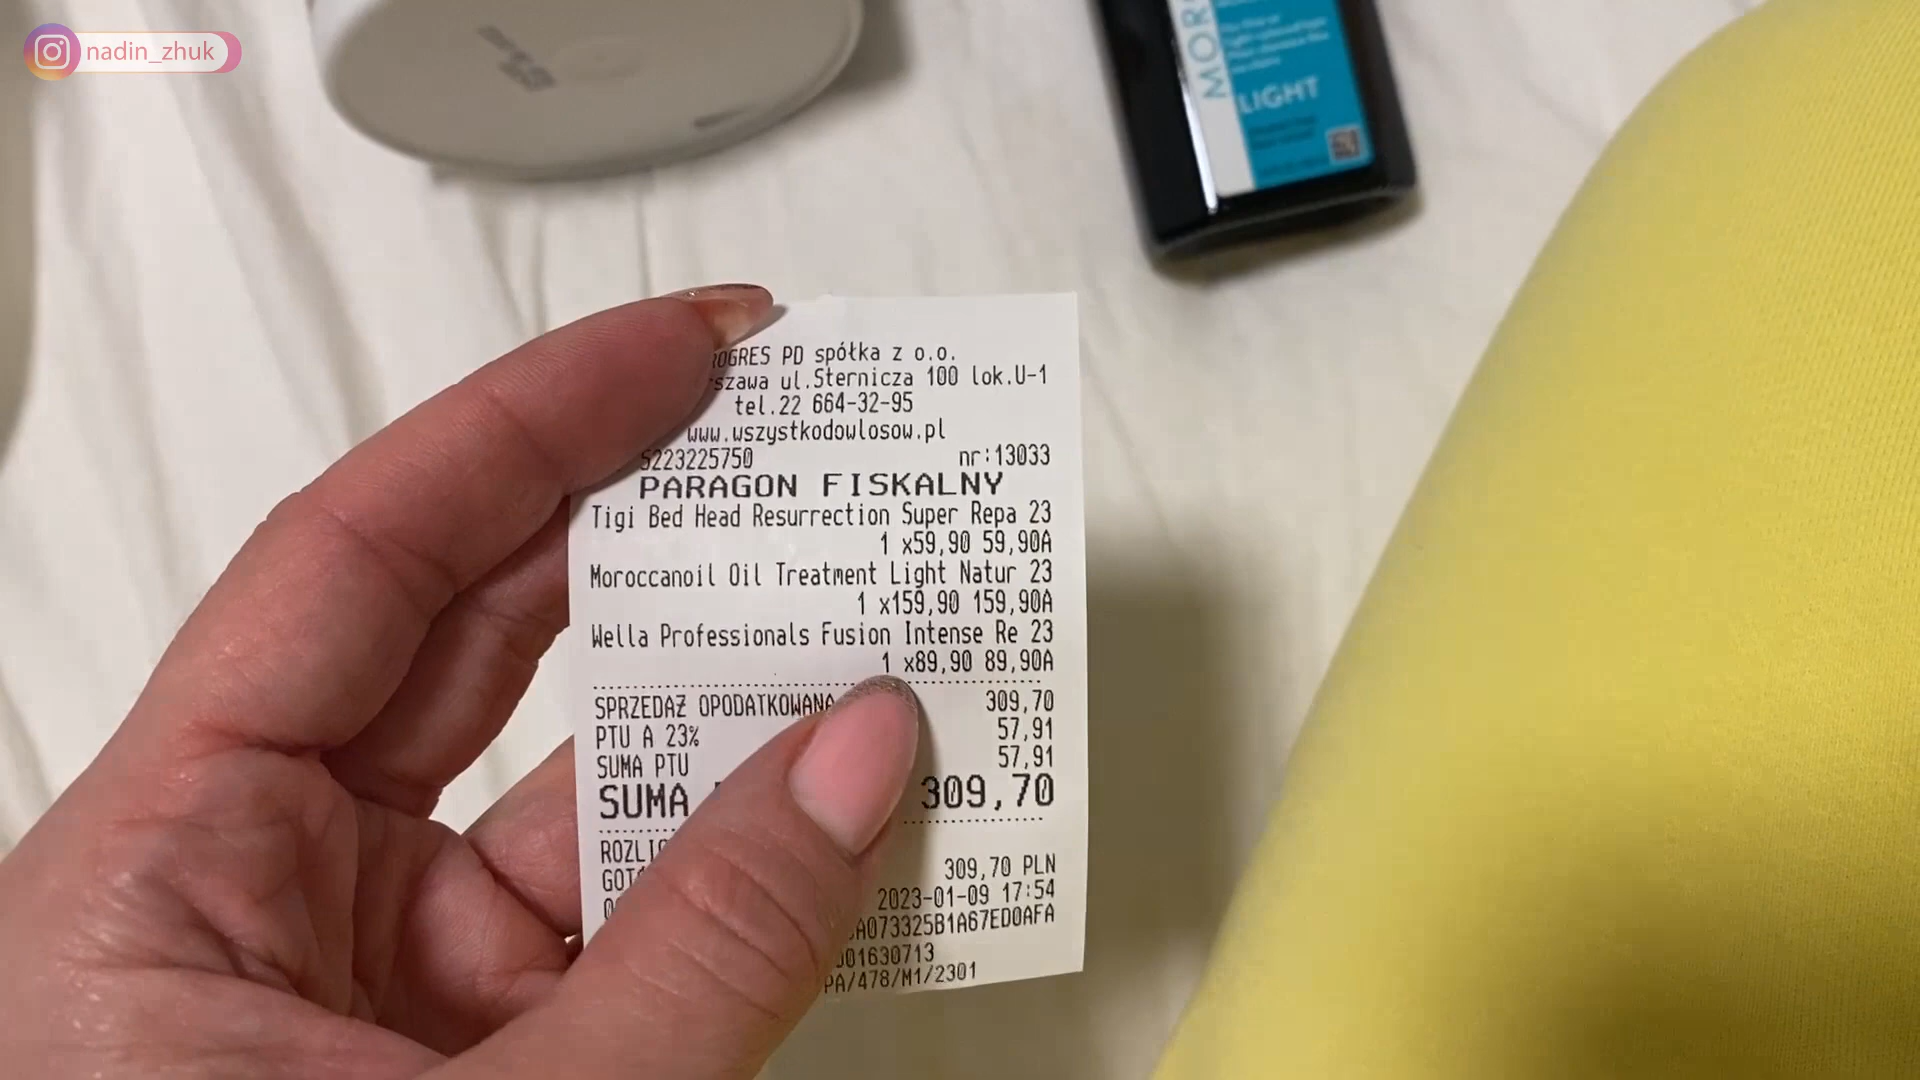 nadin_zhuk
MOR
LIGHT
ROGRES PD spółka z o.o.
rszawa ul.Sternicza 100 lok.U-1
tel.22 664-32-95
www.wszystkodowlosow.pl
5223225750 nr:13033
PARAGON FISKALNY
Tigi Bed Head Resurrection Super Repa 23
1 x59,90 59,90A
Moroccanoil Oil Treatment Light Natur 23
1 x159,90 159,90A
Wella Professionals Fusion Intense Re 23
1 x89,90 89,90A
SPRZEDAŻ OPODATKOWANA 309,70
PTU A 23% 57,91
SUMA PTU 57,91
SUMA 309,70
ROZLIC
GOT 309,70 PLN
2023-01-09 17:54
A073325B1A67ED0AFA
001630713
PA/478/M1/2301